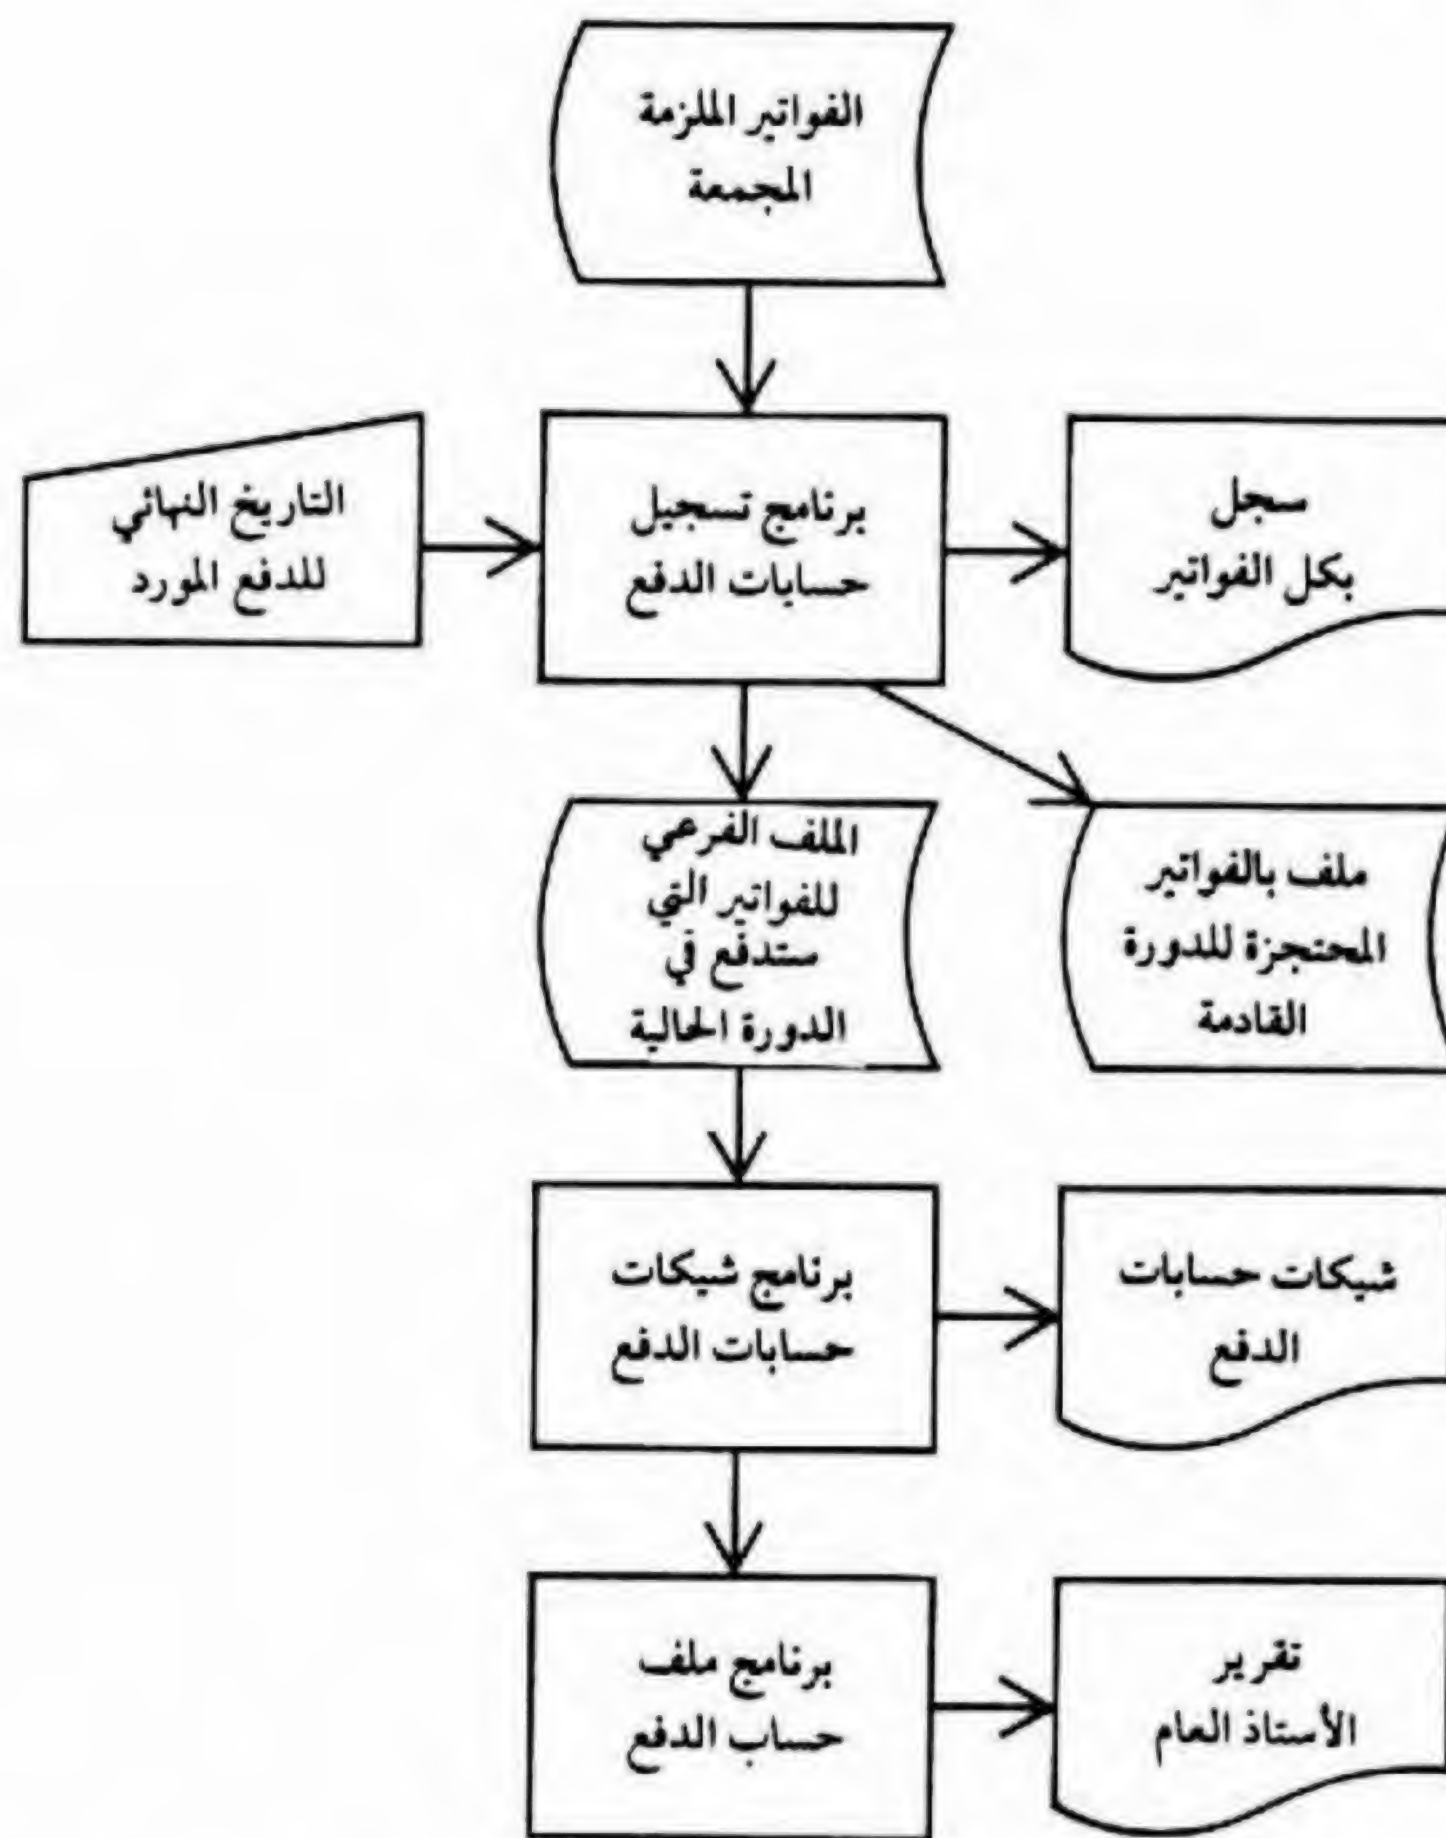 الفواتير الملزمة
المجمعة
التاريخ النهائي
للدفع المورد
برنامج تسجيل
حسابات الدفع
سجل
بكل الفواتير
الملف الفرعي
للفواتير التي
ستدفع في
الدورة الحالية
ملف بالفواتير
المحتجزة للدورة
القادمة
برنامج شيكات
حسابات الدفع
شيكات حسابات
الدفع
برنامج ملف
حساب الدفع
تقرير
الأستاذ العام